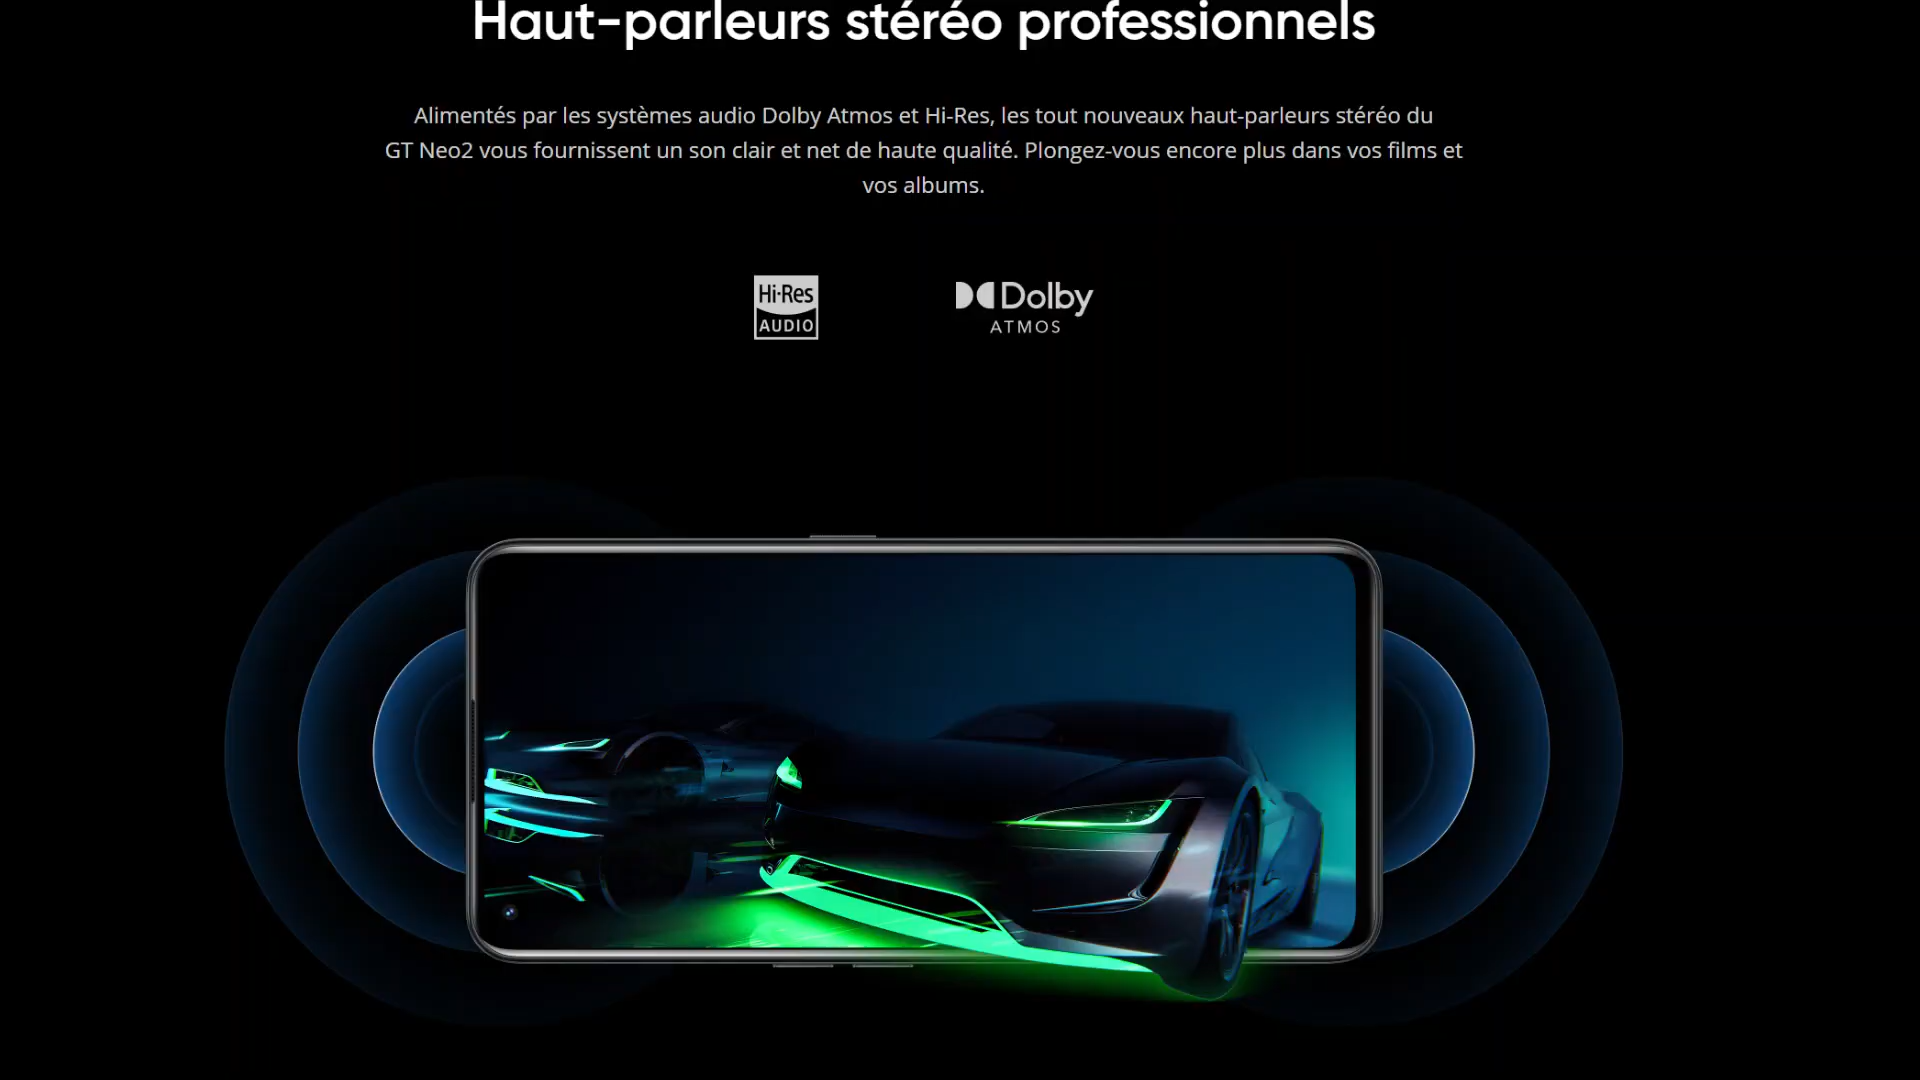 Haut-parleurs stéréo professionnels
Alimentés par les systèmes audio Dolby Atmos et Hi-Res, les tout nouveaux haut-parleurs stéréo du
GT Neo2 vous fournissent un son clair et net de haute qualité. Plongez-vous encore plus dans vos films et
vos albums.
Hi-Res
AUDIO
Dolby
ATMOS